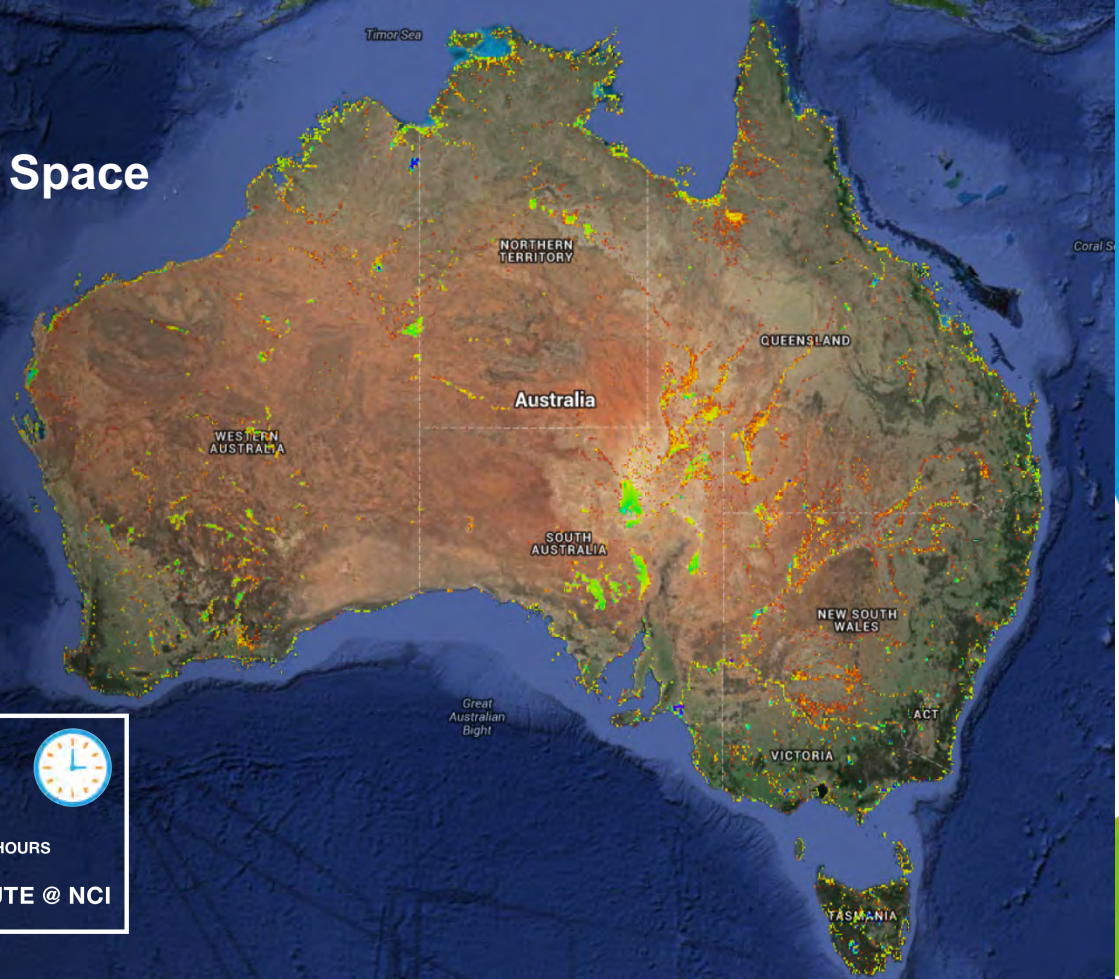 Timor Sea
Space
NORTHERN
TERRITORY
QUEENSLAND
Australia
WESTERN
AUSTRALIA
SOUTH
AUSTRALIA
NEW SOUTH
WALES
Great
Australian
Bight
ACT
VICTORIA
HOURS
@ NCI
TASMANIA
Coral